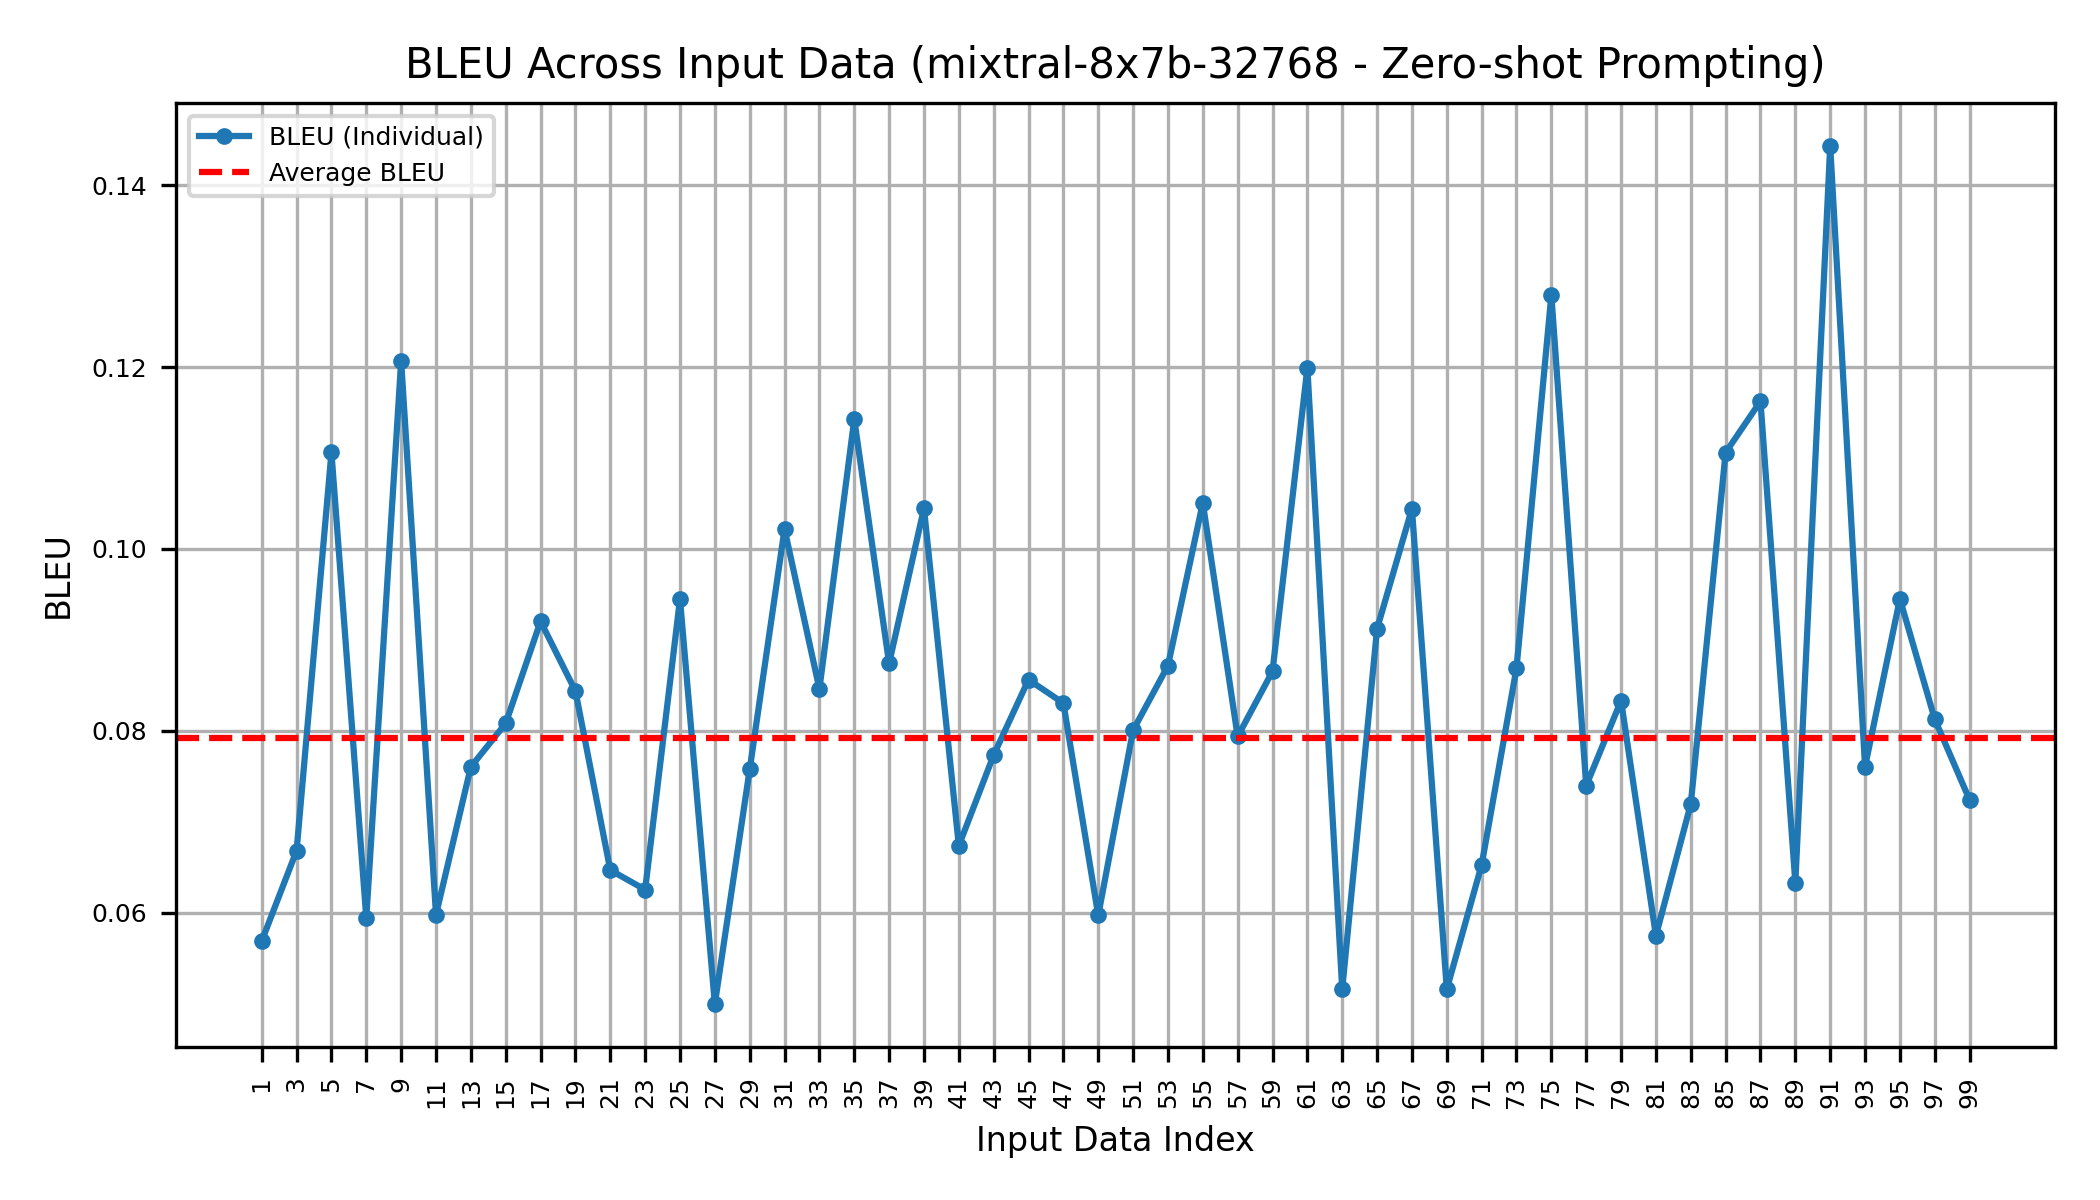 BLEU Across Input Data (mixtral-8x7b-32768 - Zero-shot Prompting)
BLEU (Individual)
Average BLEU
0.14
0.12
0.10
0.08
0.06
BLEU
1 3 5 7 9 11 13 15 17 19 21 23 25 27 29 31 33 35 37 39 41 43 45 47 49 51 53 55 57 59 61 63 65 67 69 71 73 75 77 79 81 83 85 87 89 91 93 95 97 99
Input Data Index